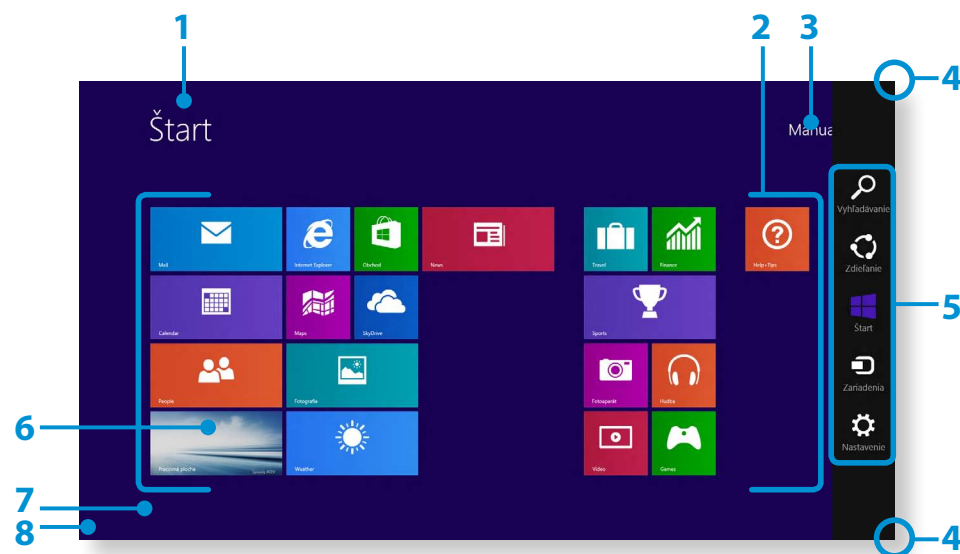 1
2
3
4
Štart
Manua
Vyhľadávanie
Mail
Internet Explorer
Obchod
News
Travel
Finance
Help+Tips
Zdieľanie
5
Štart
Calendar
Maps
SkyDrive
Sports
Zariadenia
People
Fotografia
Fotoaparát
Hudba
6
Nastavenie
Pracovná plocha
Weather
Video
Games
7
8
4